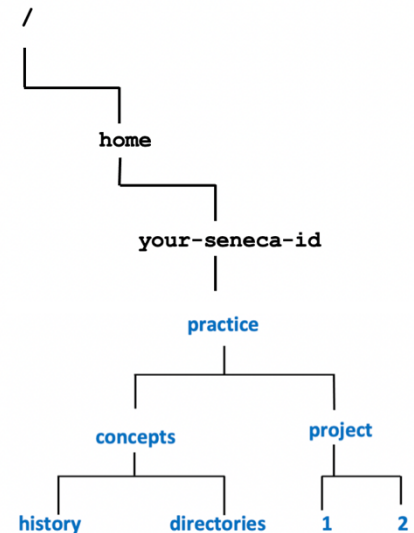 /
home
your-seneca-id
practice
concepts project
history directories 1 2